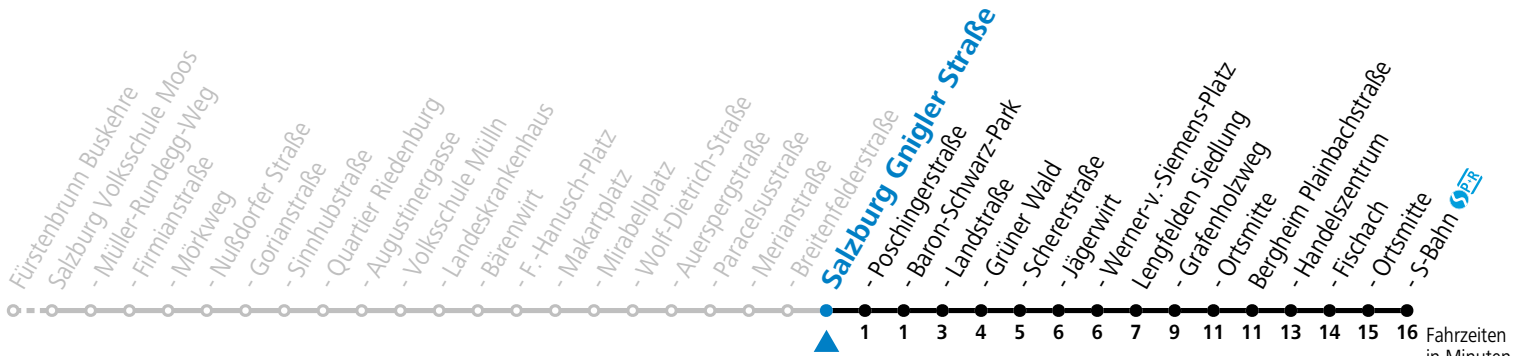 Fürstenbrunn Buskehre
Salzburg Volksschule Moos
- Müller-Rundegg-Weg
- Firmianstraße
- Mörkweg
- Nußdorfer Straße
- Gorianstraße
- Sinnhubstraße
- Quartier Riedenburg
- Augustinergasse
- Volksschule Mülln
- Landeskrankenhaus
- Bärenwirt
- F.-Hanusch-Platz
- Makartplatz
- Mirabellplatz
- Wolf-Dietrich-Straße
- Auerspergstraße
- Paracelsusstraße
- Merianstraße
- Breitenfelderstraße
Salzburg Gnigler Straße
- Poschingerstraße
- Baron-Schwarz-Park
- Landstraße
- Grüner Wald
- Schererstraße
- Jägerwirt
- Werner-v.-Siemens-Platz
Lengfelden Siedlung
- Grafenholzweg
- Ortsmitte
Bergheim Plainbachstraße
- Handelszentrum
- Fischach
- Ortsmitte
- S-Bahn S P+R
1 1 3 4 5 6 6 7 9 11 11 13 14 15 16 Fahrzeiten
in Minuten